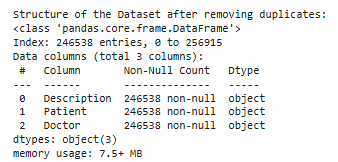 Structure of the Dataset after removing duplicates:
<class 'pandas.core.frame.DataFrame'>
Index: 246538 entries, 0 to 256915
Data columns (total 3 columns):
 #   Column       Non-Null Count   Dtype
---  ------       --------------   -----
 0   Description  246538 non-null  object
 1   Patient      246538 non-null  object
 2   Doctor       246538 non-null  object
dtypes: object(3)
memory usage: 7.5+ MB